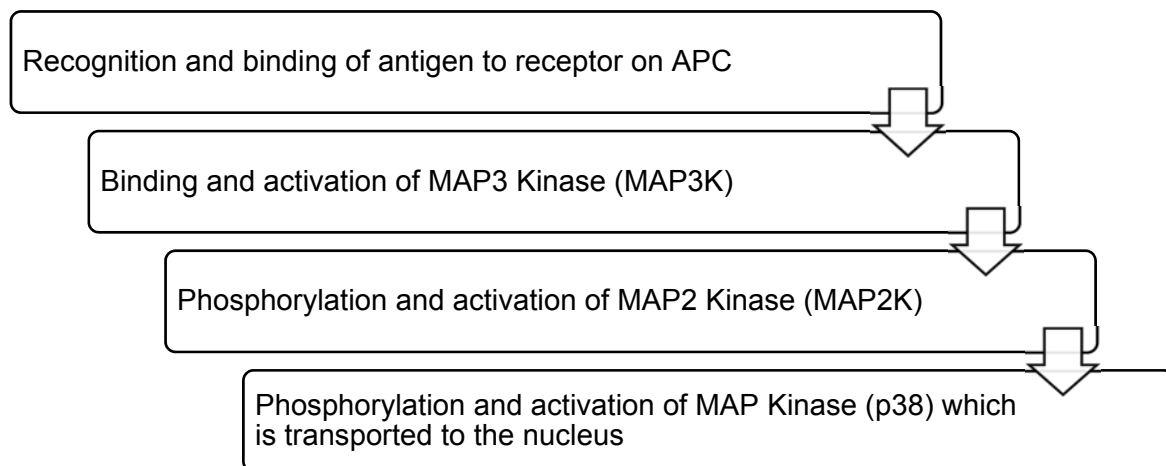 Recognition and binding of antigen to receptor on APC
Binding and activation of MAP3 Kinase (MAP3K)
Phosphorylation and activation of MAP2 Kinase (MAP2K)
Phosphorylation and activation of MAP Kinase (p38) which
is transported to the nucleus